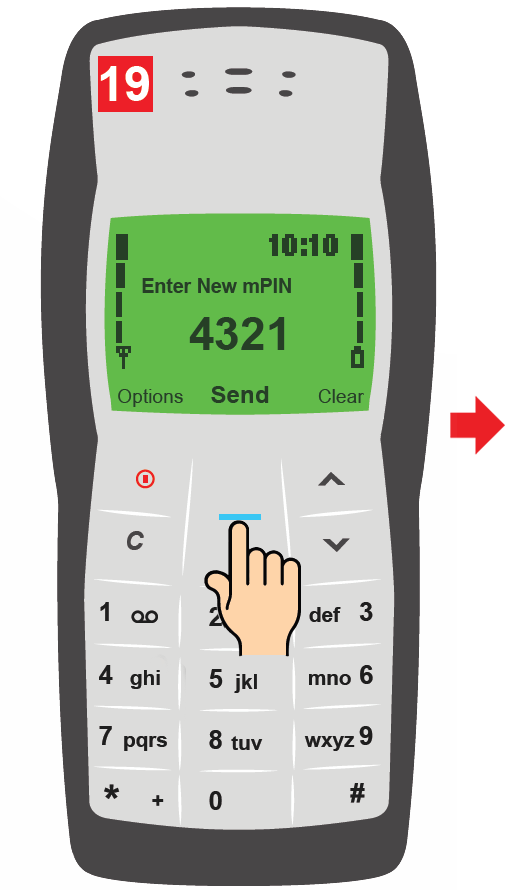 19
10:10
Enter New mPIN
4321
Options Send Clear
C
1 2 def 3
4 ghi 5 jkl mno 6
7 pqrs 8 tuv wxyz 9
* + 0 #